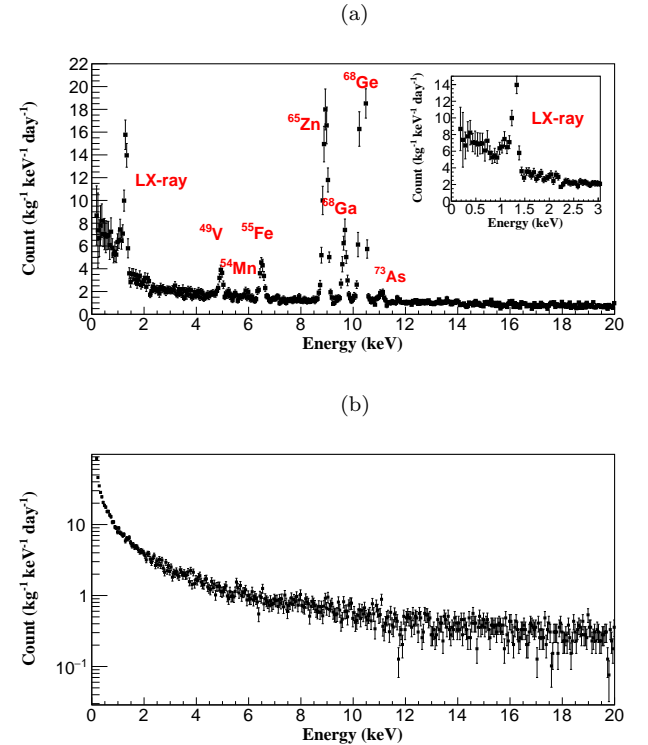 (a)
Count (kg⁻¹ keV⁻¹ day⁻¹)
22
20
18
16
14
12
10
8
6
4
2
0
LX-ray
⁴⁹V
⁵⁴Mn
⁵⁵Fe
⁶⁵Zn
⁶⁸Ga
⁶⁸Ge
⁷³As
0 2 4 6 8 10 12 14 16 18 20
Energy (keV)
Count (kg⁻¹ keV⁻¹ day⁻¹)
14
12
10
8
6
4
2
0
LX-ray
0 0.5 1 1.5 2 2.5 3
Energy (keV)
(b)
Count (kg⁻¹ keV⁻¹ day⁻¹)
10
1
10⁻¹
0 2 4 6 8 10 12 14 16 18 20
Energy (keV)